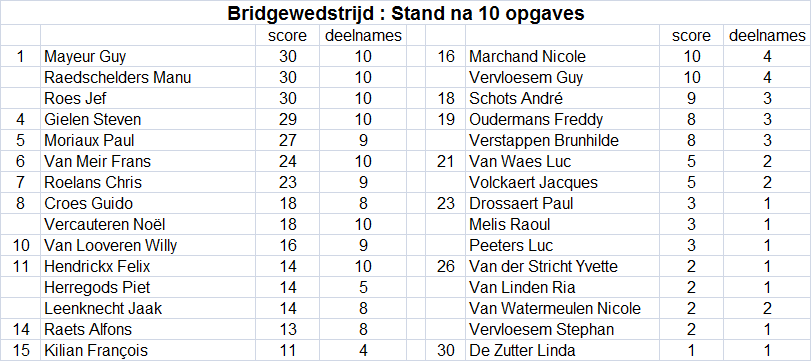 Bridgewedstrijd : Stand na 10 opgaves
score deelnames score deelnames
1 Mayeur Guy 30 10 16 Marchand Nicole 10 4
Raedschelders Manu 30 10 Vervloesem Guy 10 4
Roes Jef 30 10 18 Schots André 9 3
4 Gielen Steven 29 10 19 Oudermans Freddy 8 3
5 Moriaux Paul 27 9 Verstappen Brunhilde 8 3
6 Van Meir Frans 24 10 21 Van Waes Luc 5 2
7 Roelans Chris 23 9 Volckaert Jacques 5 2
8 Croes Guido 18 8 23 Drossaert Paul 3 1
Vercauteren Noël 18 10 Melis Raoul 3 1
10 Van Looveren Willy 16 9 Peeters Luc 3 1
11 Hendrickx Felix 14 10 26 Van der Stricht Yvette 2 1
Herregods Piet 14 5 Van Linden Ria 2 1
Leenknecht Jaak 14 8 Van Watermeulen Nicole 2 2
14 Raets Alfons 13 8 Vervloesem Stephan 2 1
15 Kilian François 11 4 30 De Zutter Linda 1 1